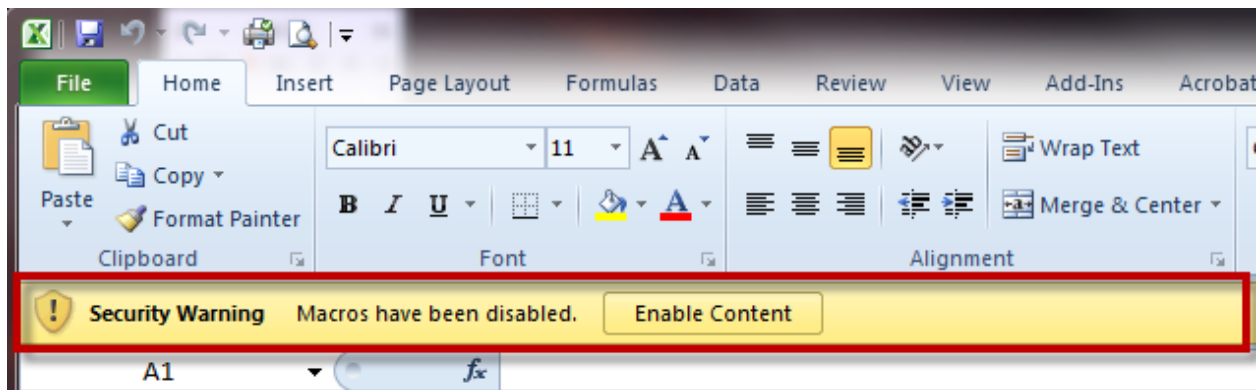 File Home Insert Page Layout Formulas Data Review View Add-Ins Acrobat
Cut
Calibri 11 A A Wrap Text
Copy
Paste
B I U A a Merge & Center
Format Painter
Clipboard Font Alignment
! Security Warning Macros have been disabled. Enable Content
A1 fx